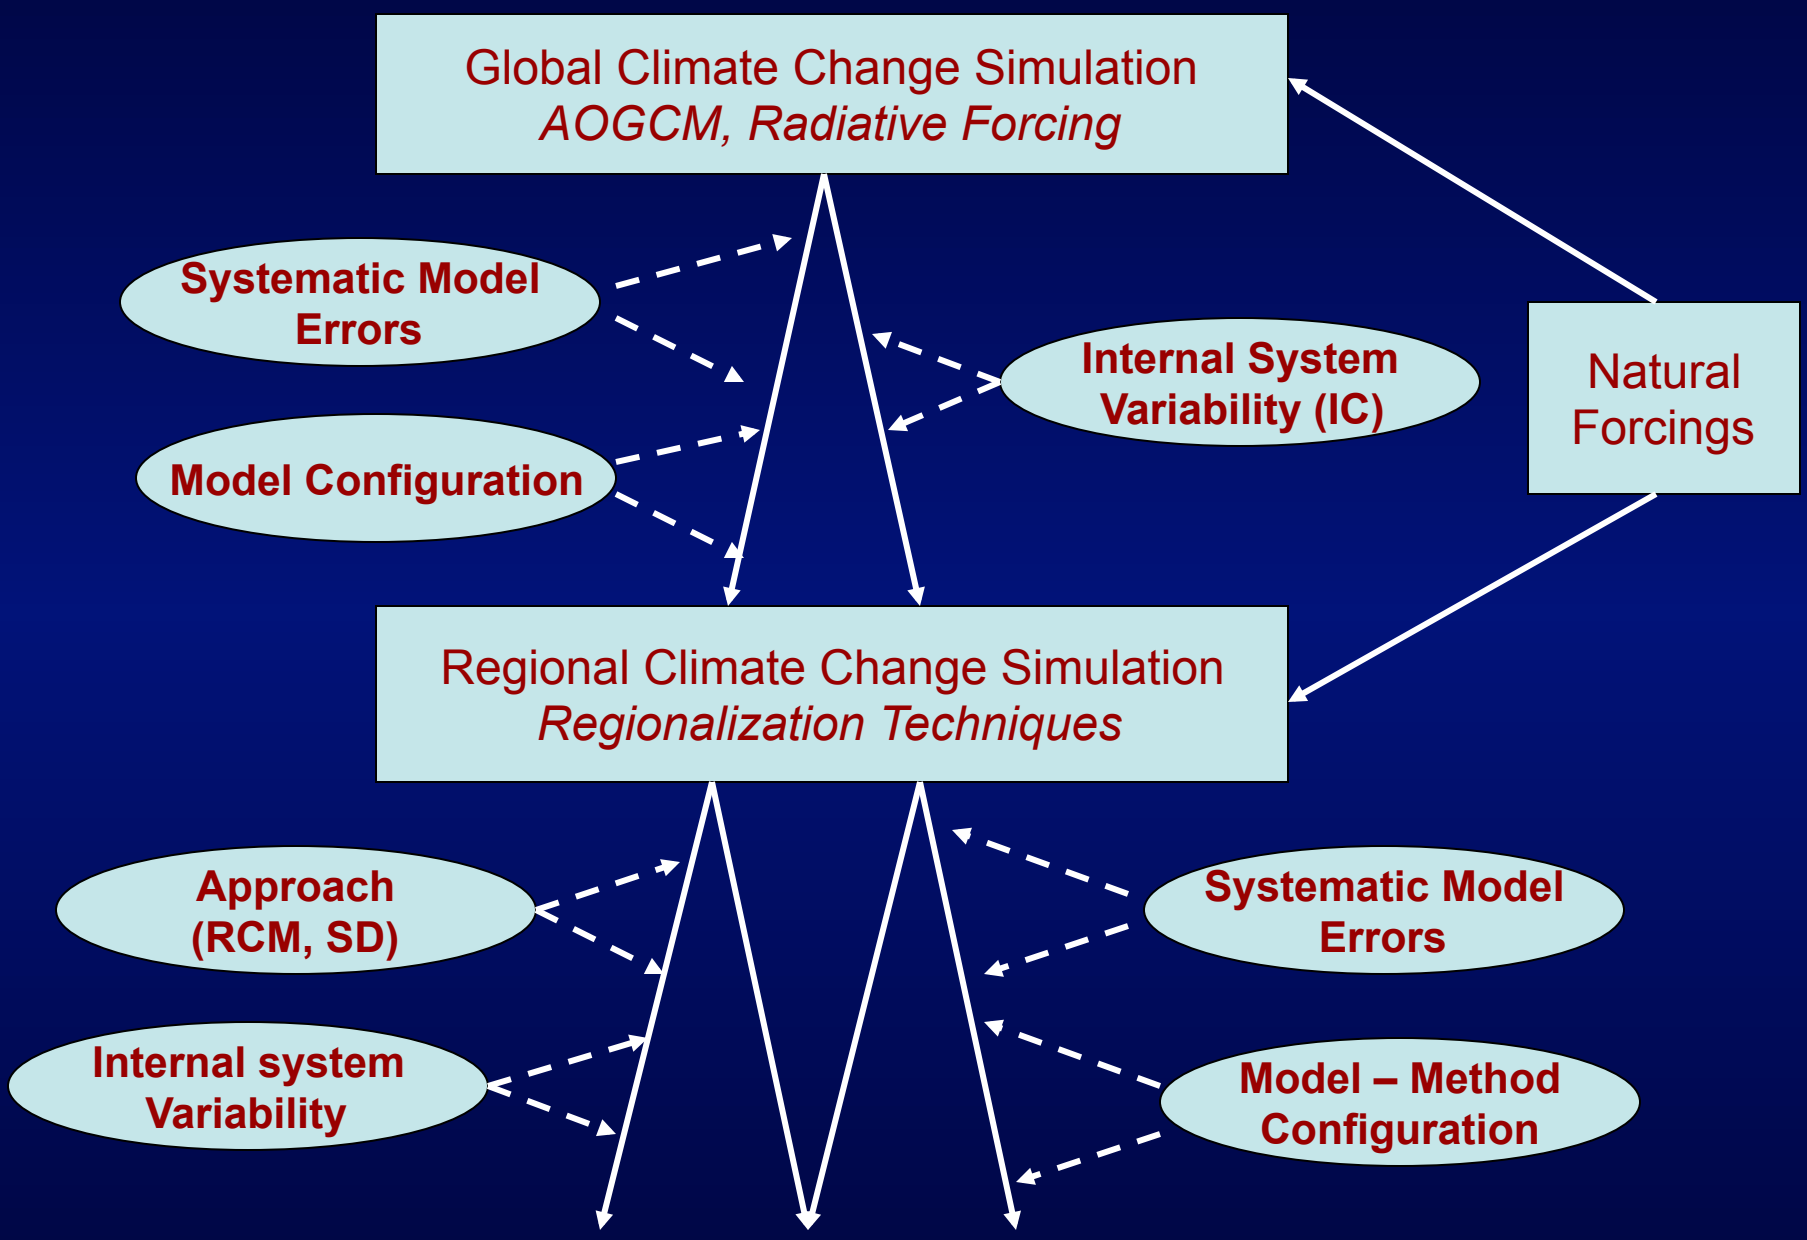 Global Climate Change Simulation
AOGCM, Radiative Forcing
Systematic Model
Errors
Internal System
Variability (IC)
Natural
Forcings
Model Configuration
Regional Climate Change Simulation
Regionalization Techniques
Approach
(RCM, SD)
Systematic Model
Errors
Internal system
Variability
Model – Method
Configuration